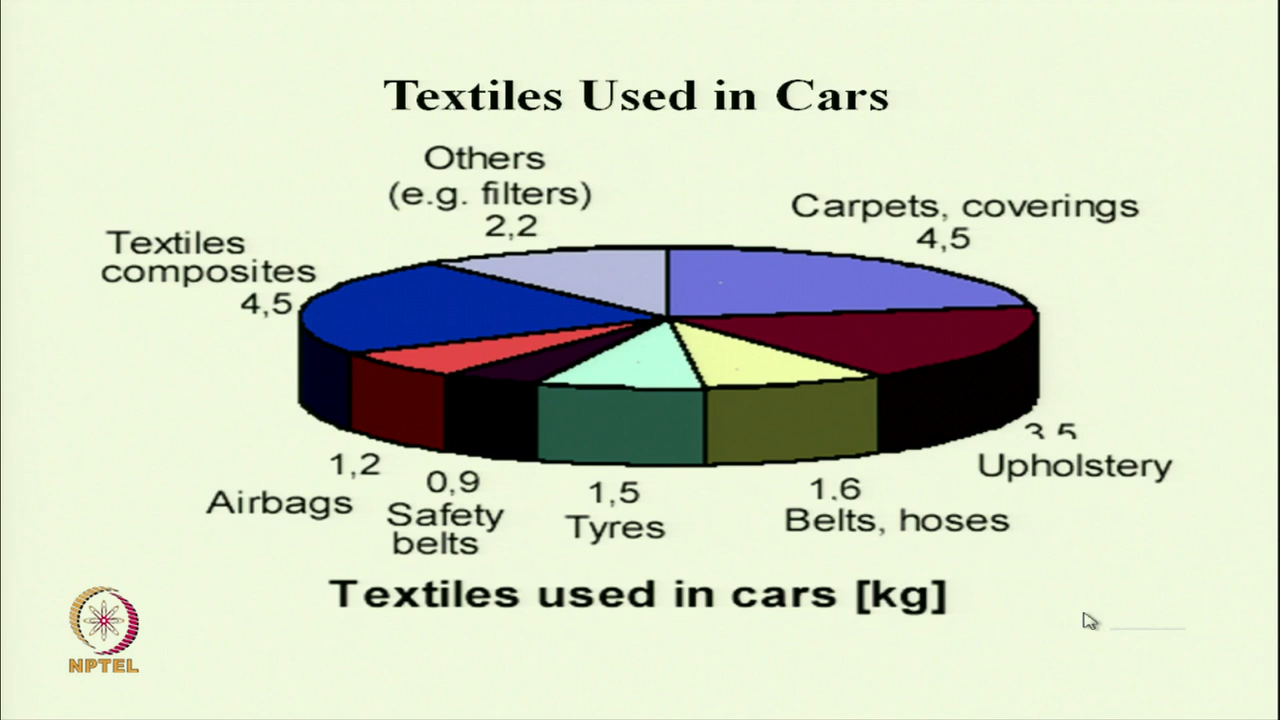 Textiles Used in Cars
Others
(e.g. filters)
2,2
Carpets, coverings
4,5
Textiles
composites
4,5
3,5
Upholstery
1,2
Airbags
0,9
Safety
belts
1,5
Tyres
1.6
Belts, hoses
Textiles used in cars [kg]
NPTEL